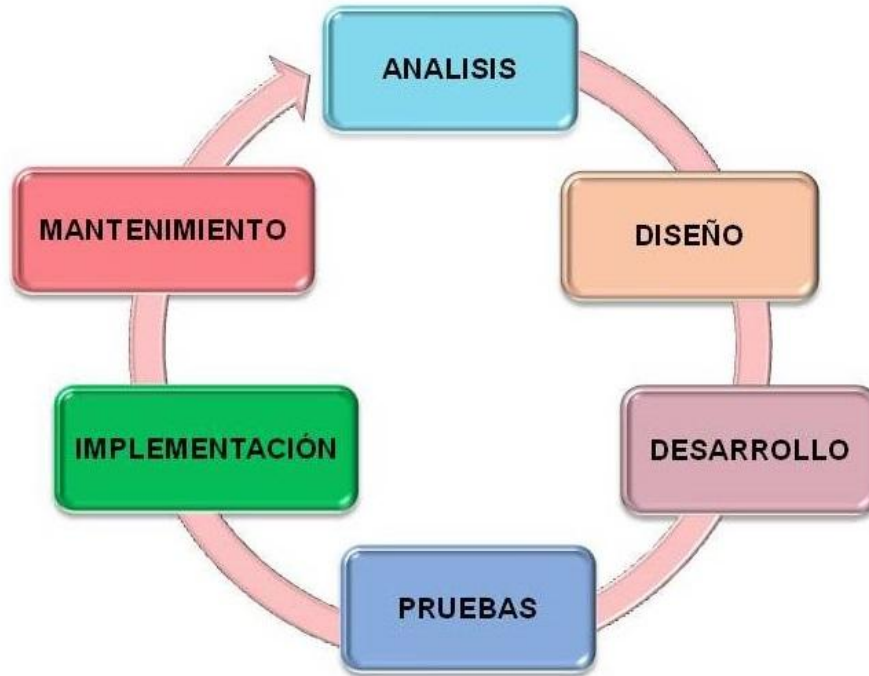 ANALISIS
DISEÑO
DESARROLLO
PRUEBAS
IMPLEMENTACIÓN
MANTENIMIENTO